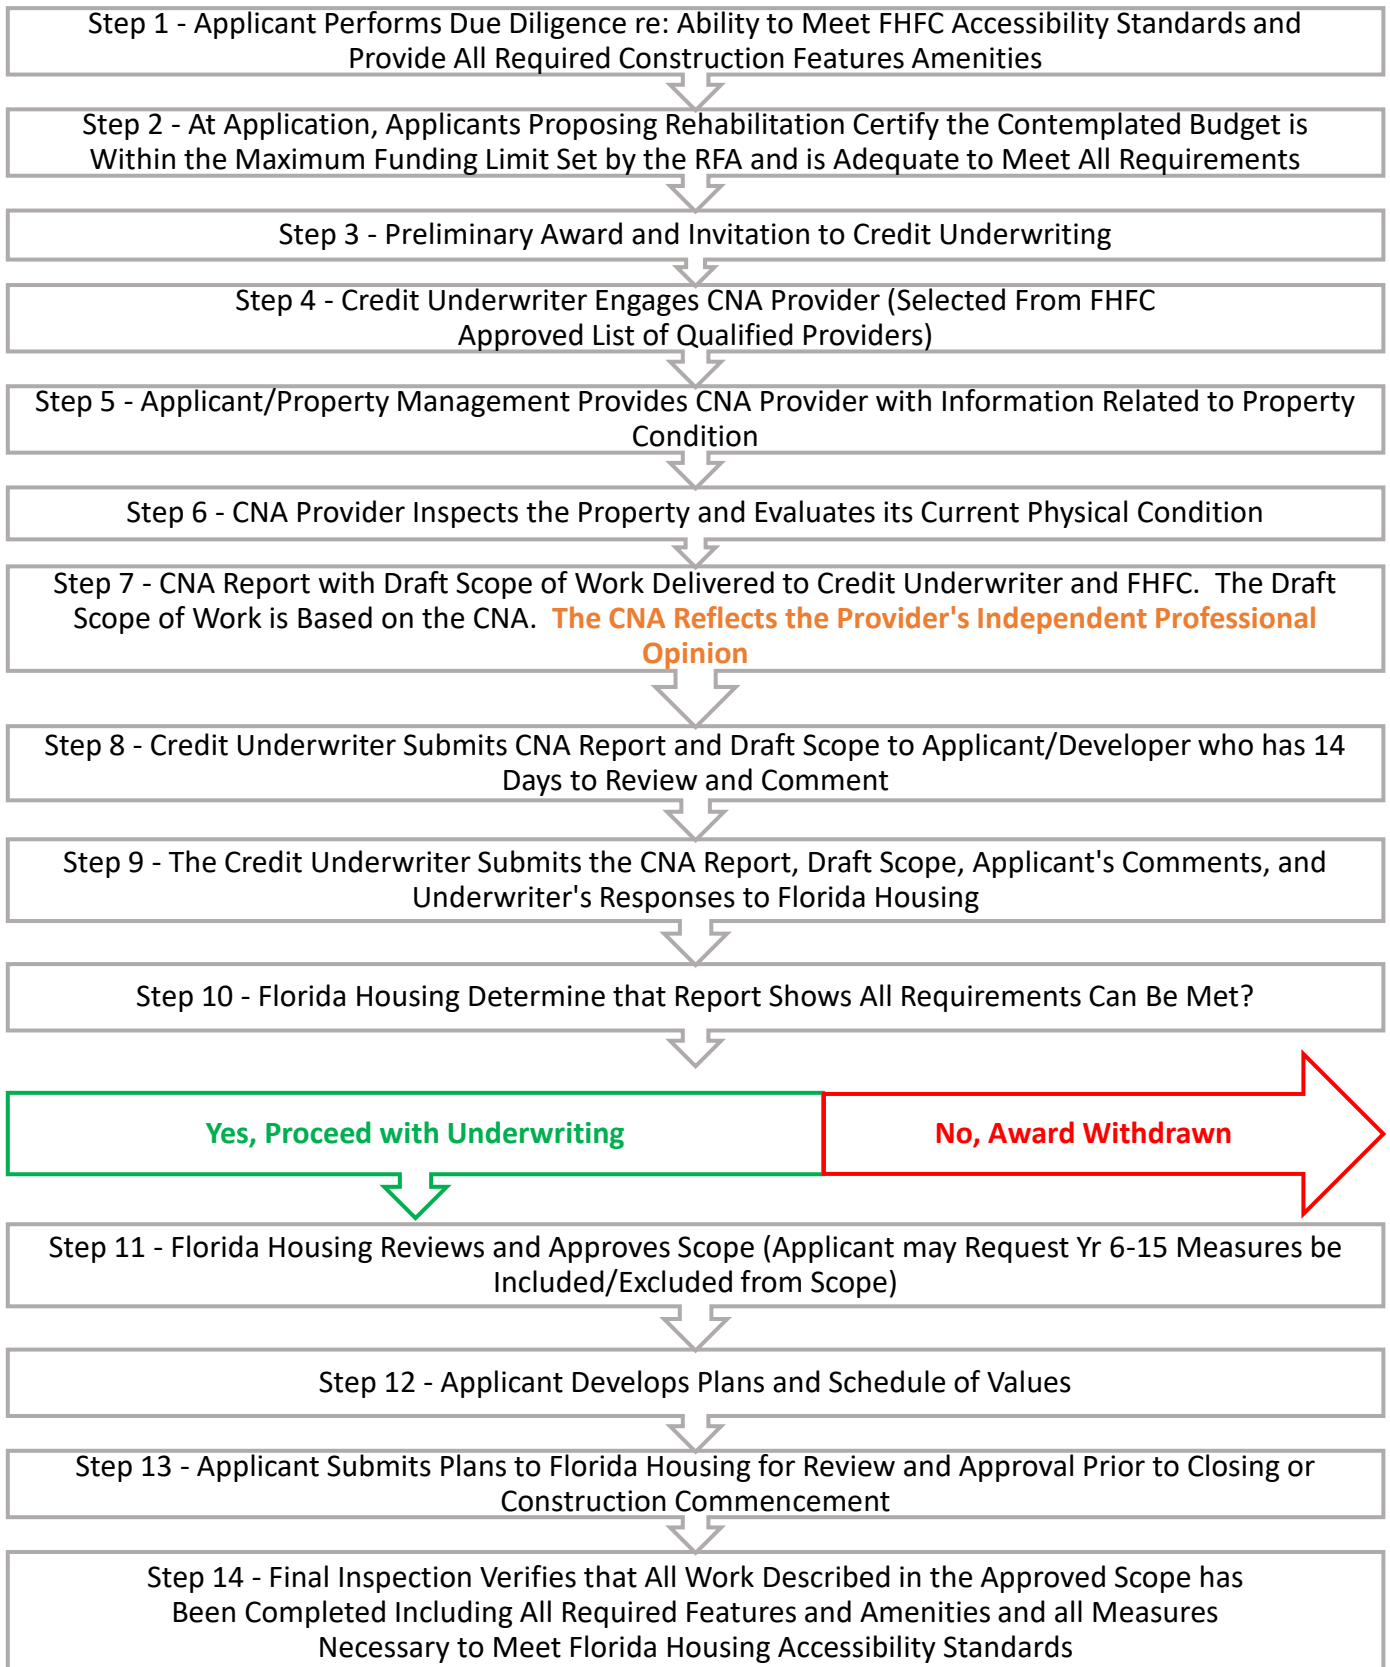 Step 1 - Applicant Performs Due Diligence re: Ability to Meet FHFC Accessibility Standards and
Provide All Required Construction Features Amenities
Step 2 - At Application, Applicants Proposing Rehabilitation Certify the Contemplated Budget is
Within the Maximum Funding Limit Set by the RFA and is Adequate to Meet All Requirements
Step 3 - Preliminary Award and Invitation to Credit Underwriting
Step 4 - Credit Underwriter Engages CNA Provider (Selected From FHFC
Approved List of Qualified Providers)
Step 5 - Applicant/Property Management Provides CNA Provider with Information Related to Property
Condition
Step 6 - CNA Provider Inspects the Property and Evaluates its Current Physical Condition
Step 7 - CNA Report with Draft Scope of Work Delivered to Credit Underwriter and FHFC.  The Draft
Scope of Work is Based on the CNA.  The CNA Reflects the Provider's Independent Professional
Opinion
Step 8 - Credit Underwriter Submits CNA Report and Draft Scope to Applicant/Developer who has 14
Days to Review and Comment
Step 9 - The Credit Underwriter Submits the CNA Report, Draft Scope, Applicant's Comments, and
Underwriter's Responses to Florida Housing
Step 10 - Florida Housing Determine that Report Shows All Requirements Can Be Met?
Yes, Proceed with Underwriting
No, Award Withdrawn
Step 11 - Florida Housing Reviews and Approves Scope (Applicant may Request Yr 6-15 Measures be
Included/Excluded from Scope)
Step 12 - Applicant Develops Plans and Schedule of Values
Step 13 - Applicant Submits Plans to Florida Housing for Review and Approval Prior to Closing or
Construction Commencement
Step 14 - Final Inspection Verifies that All Work Described in the Approved Scope has
Been Completed Including All Required Features and Amenities and all Measures
Necessary to Meet Florida Housing Accessibility Standards